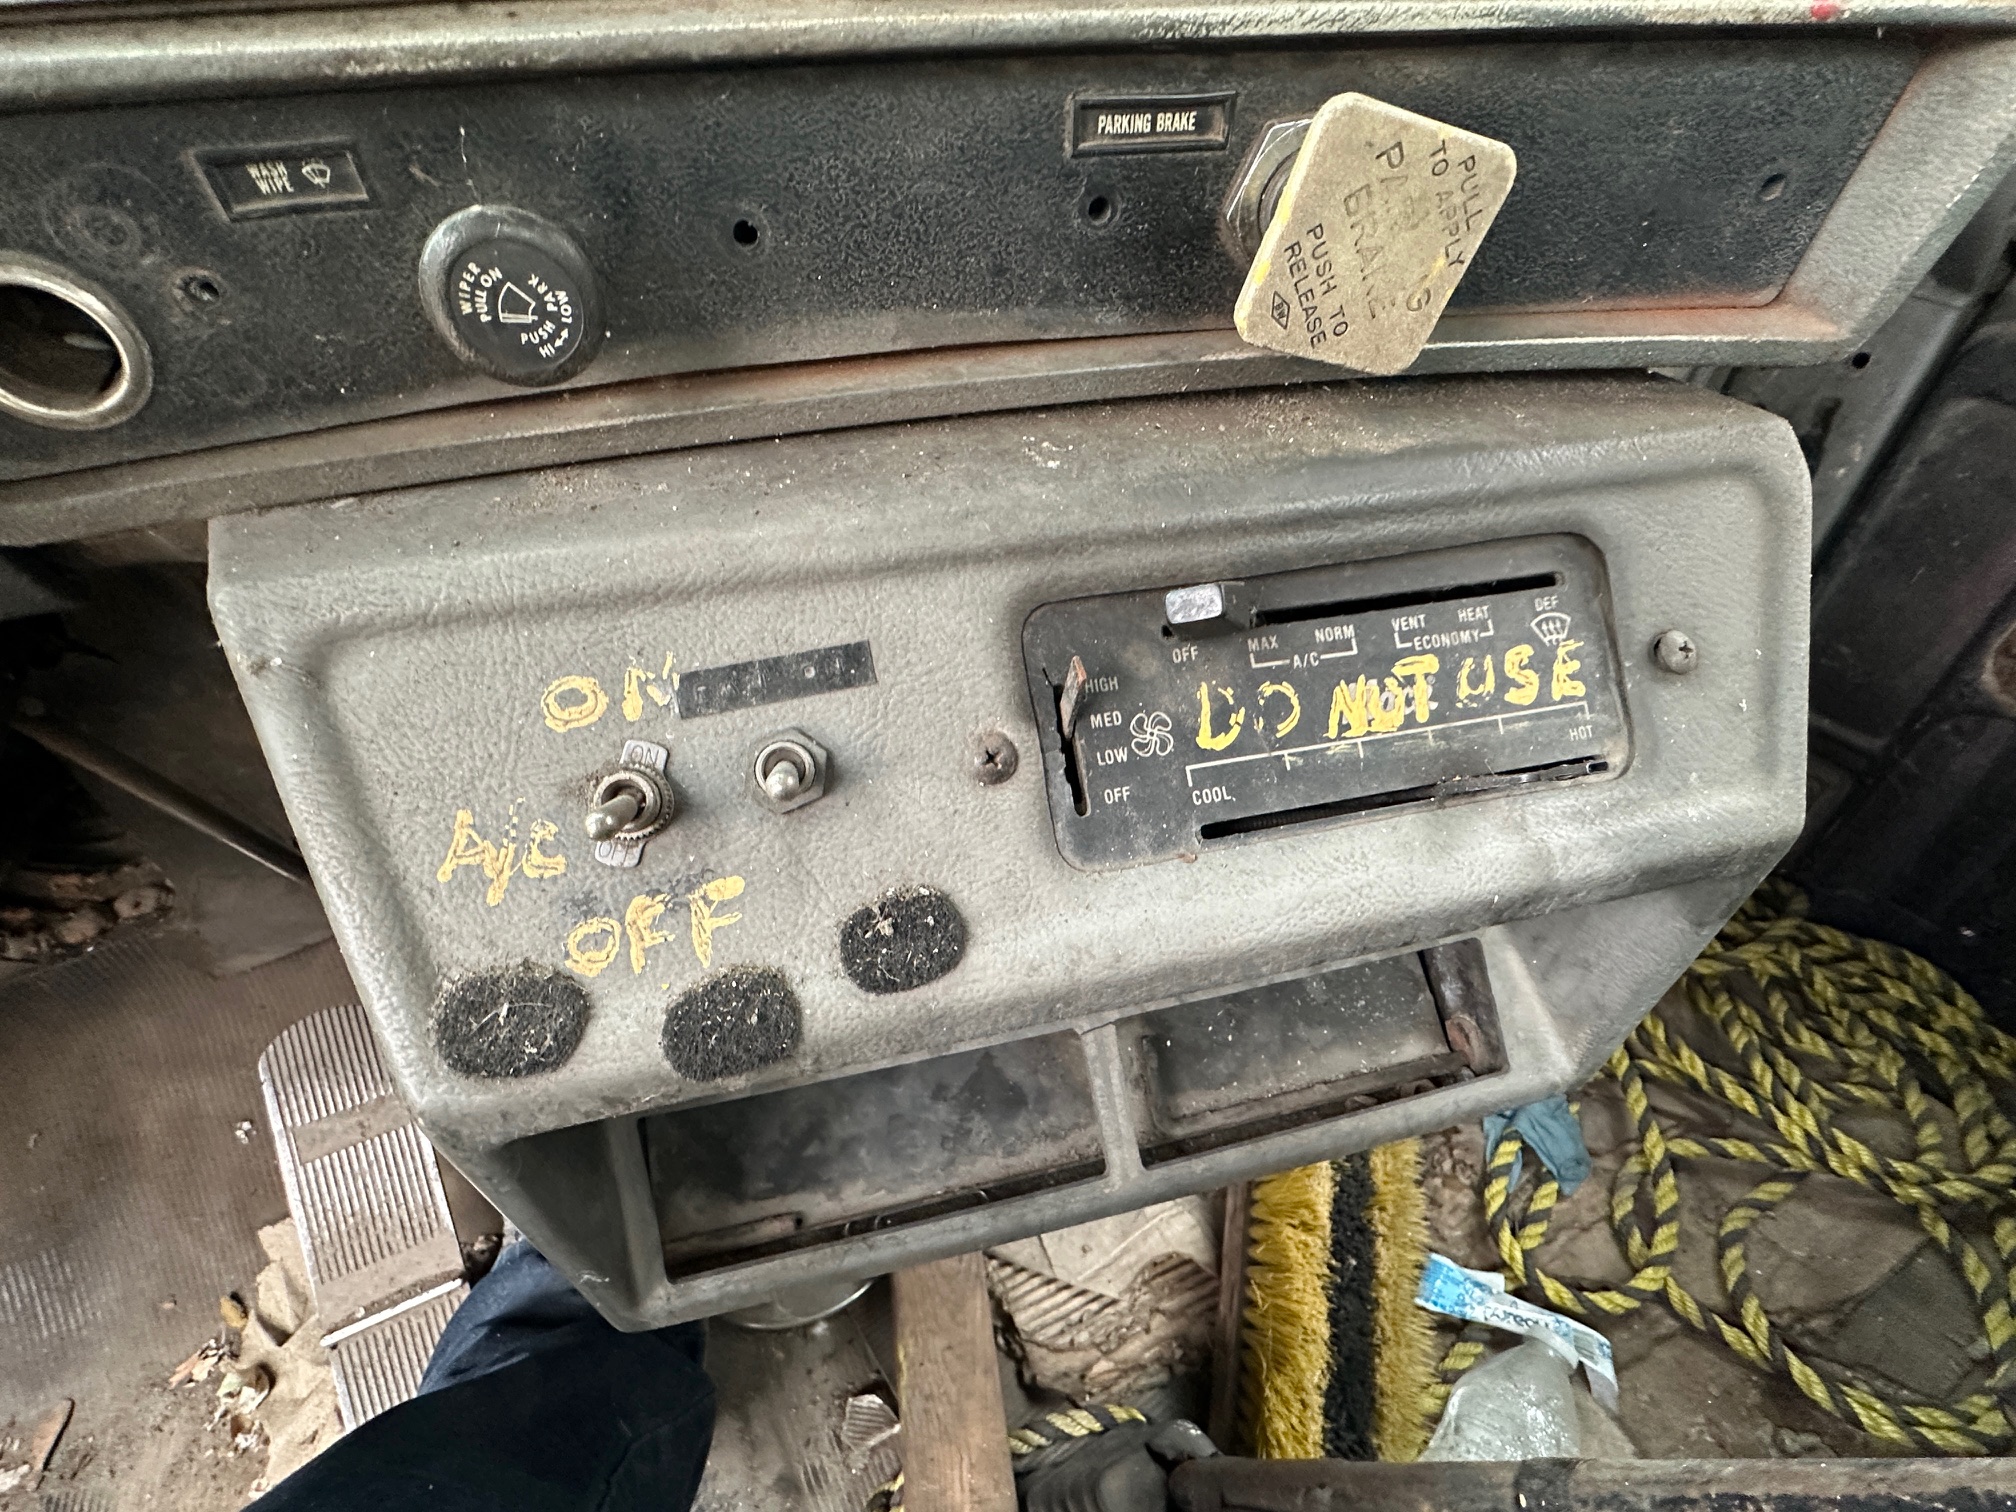 WASH
WIPE
PARKING BRAKE
WIPER
PULL ON
PUSH PARK
HI↔LOW
PULL
TO APPLY
PARKING
BRAKE
PUSH TO
RELEASE
OFF
MAX NORM
A/C
VENT HEAT
ECONOMY
DEF
HIGH
MED
LOW
OFF
DO NOT USE
COOL
HOT
ON
ON
A/C
OFF
OFF